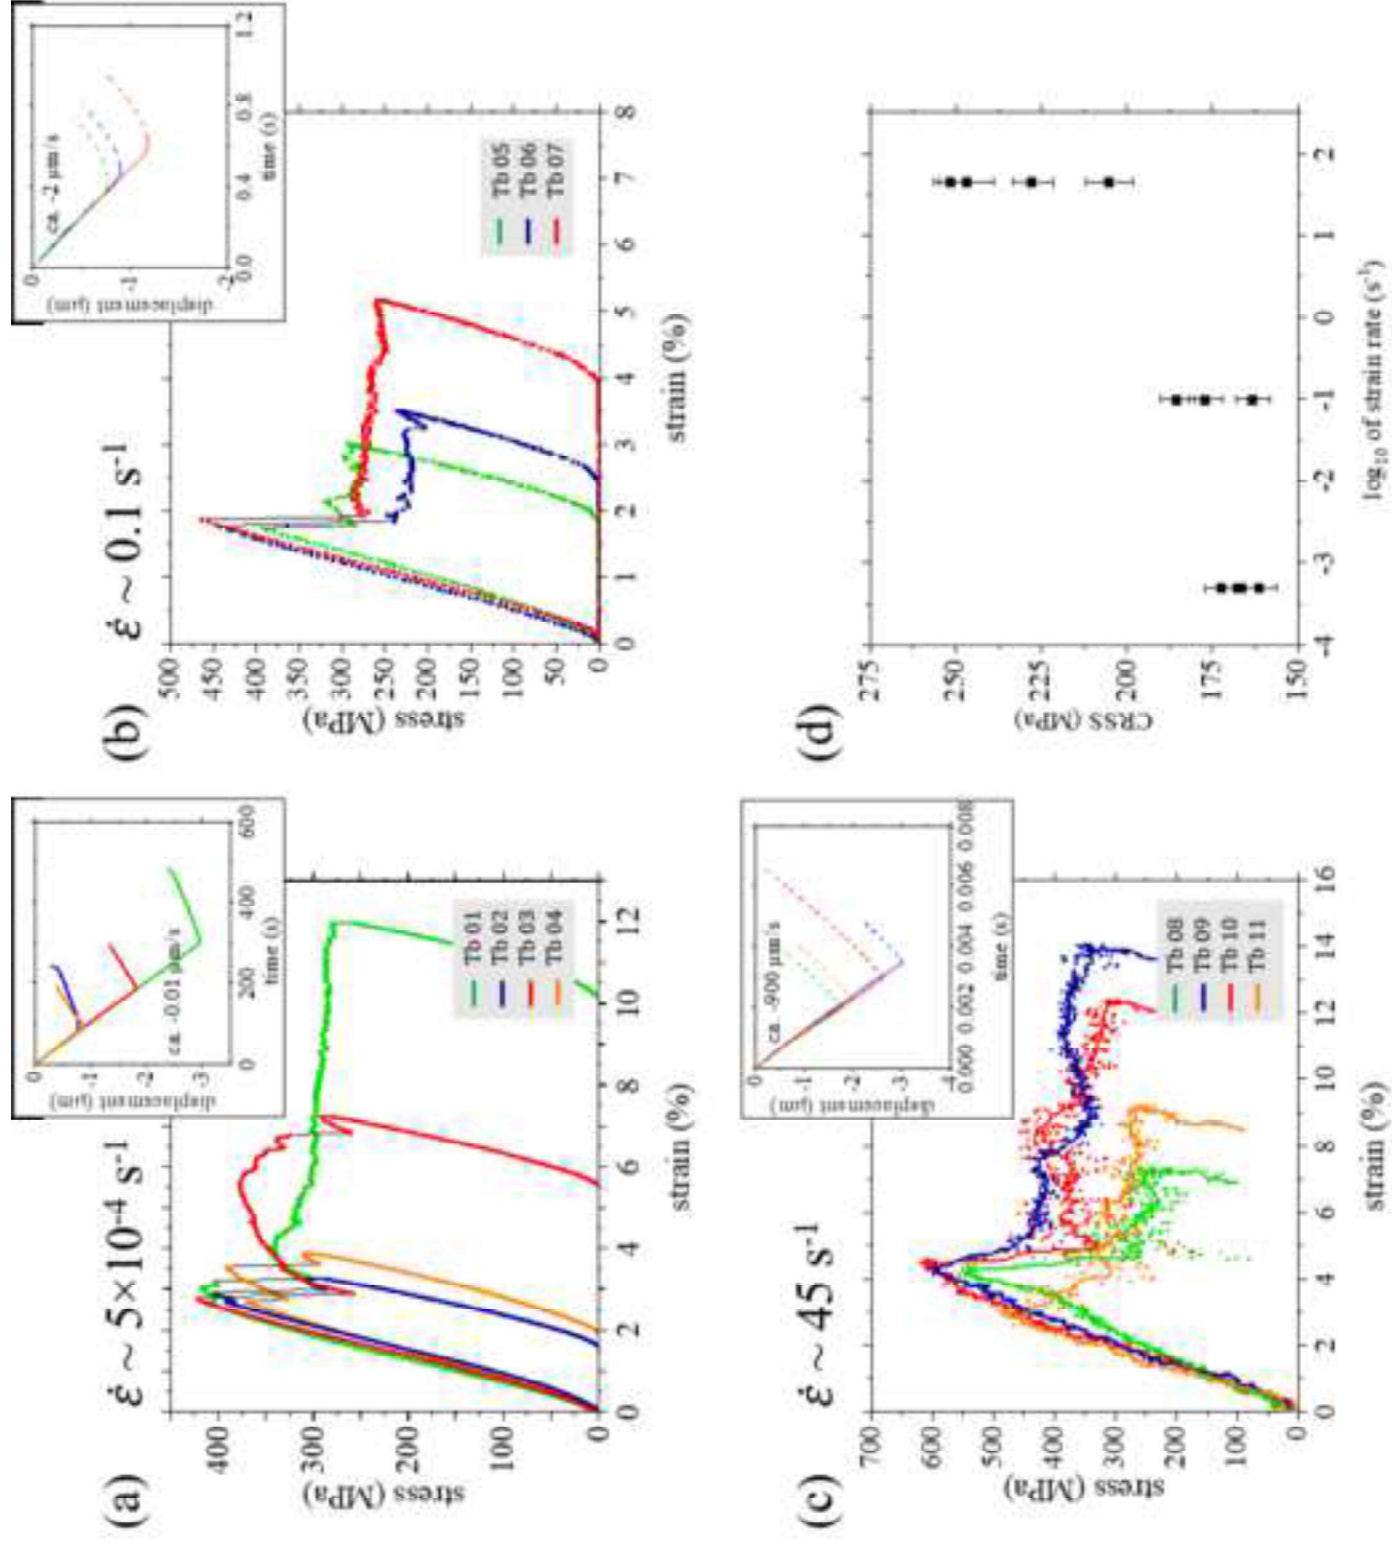 (a)
ε̇ ~ 5×10-4 s-1
400
300
200
100
0
stress (MPa)
0
2
4
6
8
10
12
strain (%)
Tb 01
Tb 02
Tb 03
Tb 04
0
-1
-2
-3
displacement (μm)
ca. -0.01 μm/s
0
200
400
600
time (s)
(b)
ε̇ ~ 0.1 s-1
500
450
400
350
300
250
200
150
100
50
0
stress (MPa)
0
1
2
3
4
5
6
7
8
strain (%)
Tb 05
Tb 06
Tb 07
0
-1
-2
displacement (μm)
ca. -2 μm/s
0.0
0.4
0.8
1.2
time (s)
(c)
ε̇ ~ 45 s-1
700
600
500
400
300
200
100
0
stress (MPa)
0
2
4
6
8
10
12
14
16
strain (%)
Tb 08
Tb 09
Tb 10
Tb 11
0
-1
-2
-3
-4
displacement (μm)
ca. -900 μm/s
0.000
0.002
0.004
0.006
0.008
time (s)
(d)
275
250
225
200
175
150
CRSS (MPa)
-4
-3
-2
-1
0
1
2
log10 of strain rate (s-1)